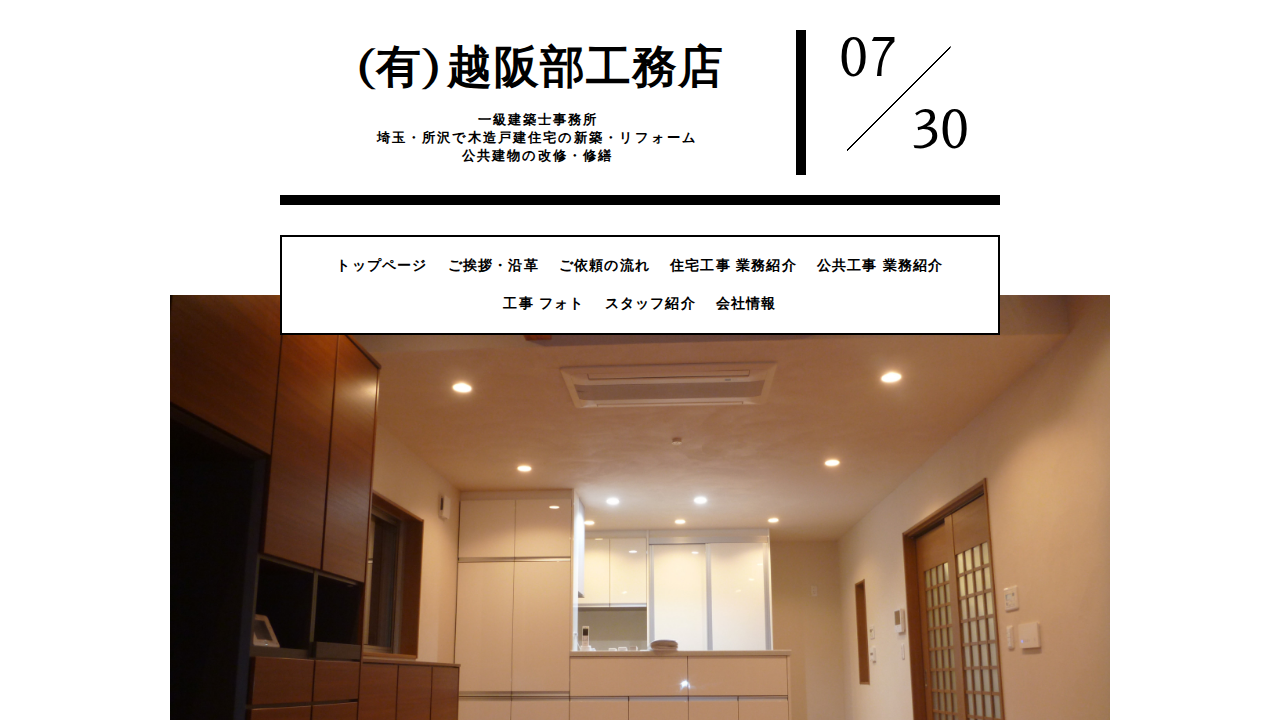 (有)越阪部工務店
一級建築士事務所
埼玉・所沢で木造戸建住宅の新築・リフォーム
公共建物の改修・修繕
07
30
トップページ ご挨拶・沿革 ご依頼の流れ 住宅工事 業務紹介 公共工事 業務紹介
工事 フォト スタッフ紹介 会社情報